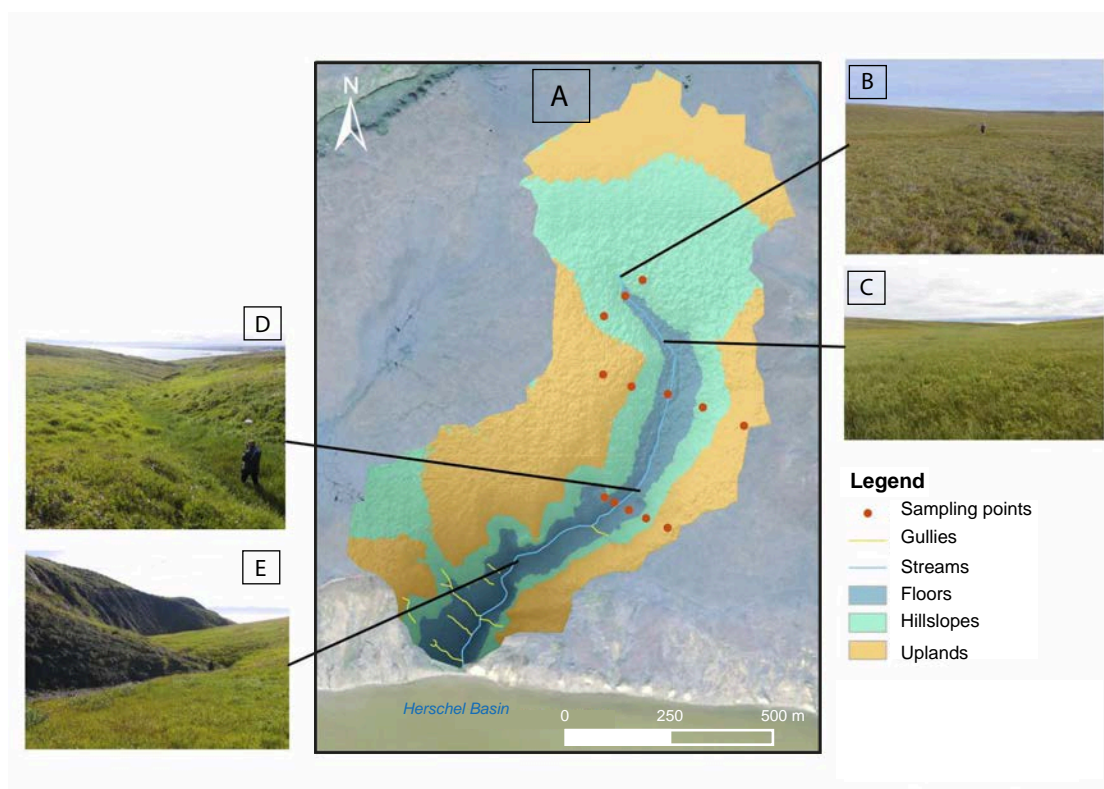 A
N
B
C
D
E
Legend
Sampling points
Gullies
Streams
Floors
Hillslopes
Uplands
Herschel Basin
0 250 500 m